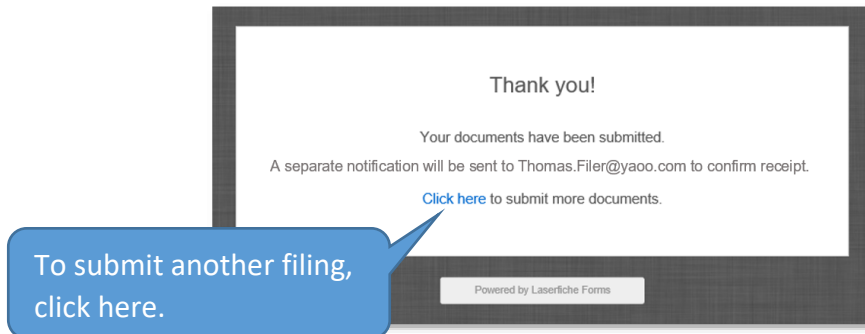 Thank you!
Your documents have been submitted.
A separate notification will be sent to Thomas.Filer@yaoo.com to confirm receipt.
Click here to submit more documents.
To submit another filing,
click here.
Powered by Laserfiche Forms